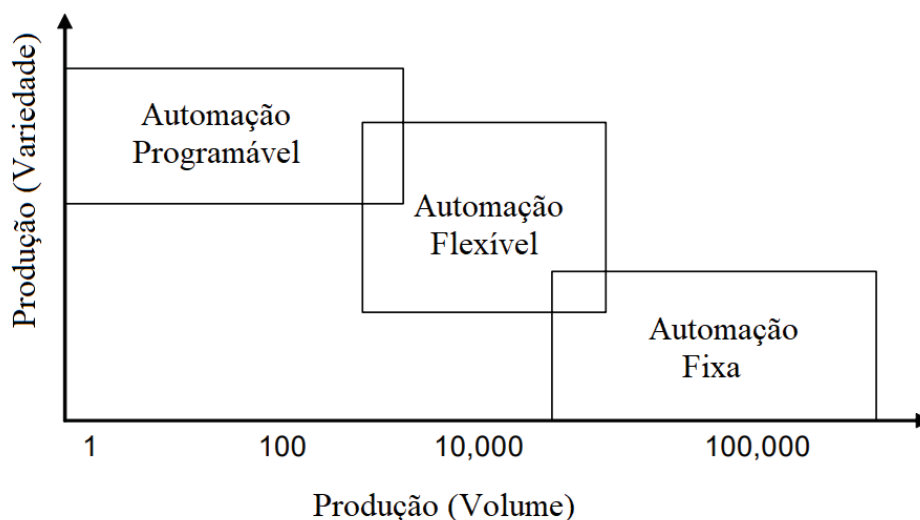 Produção (Variedade)
Automação
Programável
Automação
Flexível
Automação
Fixa
1
100
10,000
100,000
Produção (Volume)